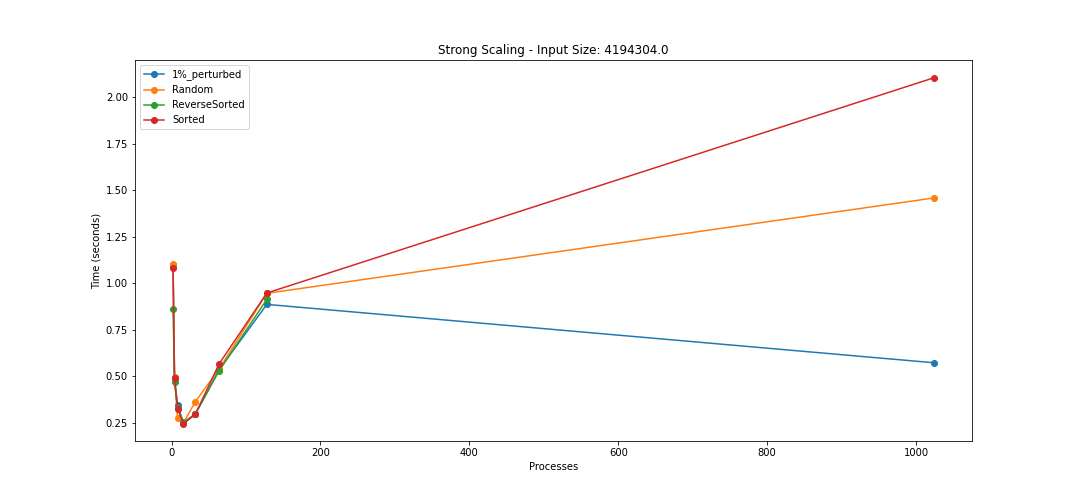 Strong Scaling - Input Size: 4194304.0
1%_perturbed
Random
ReverseSorted
Sorted
2.00
1.75
1.50
1.25
1.00
0.75
0.50
0.25
Time (seconds)
0 200 400 600 800 1000
Processes